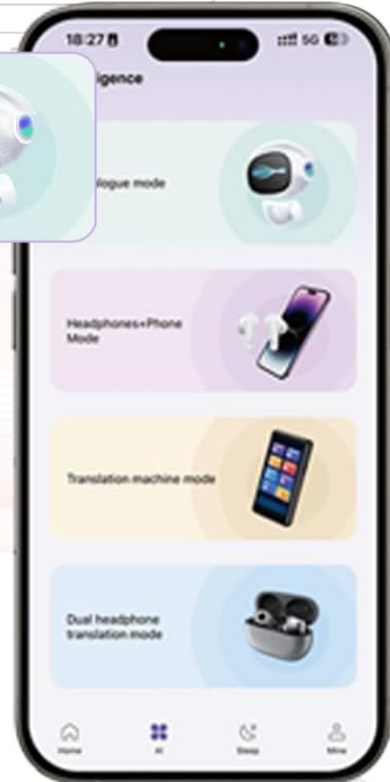 18:27
5G
igence
logue mode
Headphones+Phone
Mode
Translation machine mode
Dual headphone
translation mode
Home
AI
Sleep
Mine